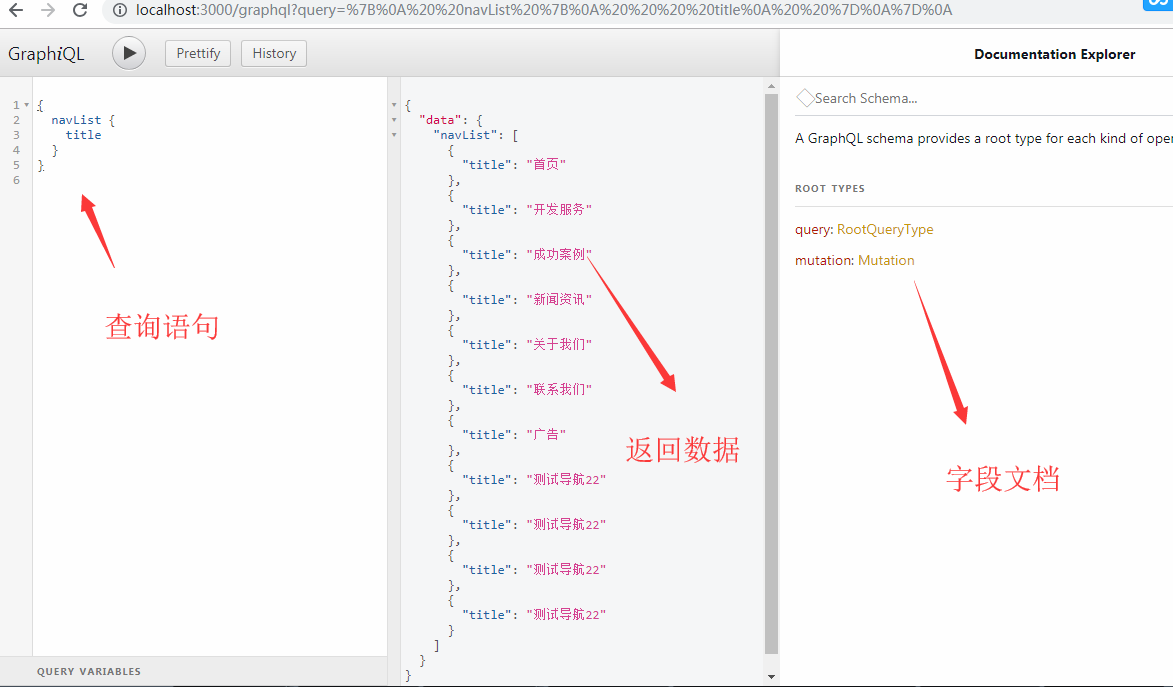 localhost:3000/graphql?query=%7B%0A%20%20navList%20%7B%0A%20%20%20%20title%0A%20%20%7D%0A%7D%0A
GraphiQL
Prettify
History
Documentation Explorer
1 {
2 navList {
3 title
4 }
5 }
6
查询语句
QUERY VARIABLES
{
"data": {
"navList": [
{
"title": "首页"
},
{
"title": "开发服务"
},
{
"title": "成功案例"
},
{
"title": "新闻资讯"
},
{
"title": "关于我们"
},
{
"title": "联系我们"
},
{
"title": "广告"
},
{
"title": "测试导航22"
},
{
"title": "测试导航22"
},
{
"title": "测试导航22"
},
{
"title": "测试导航22"
}
]
}
}
返回数据
Search Schema...
A GraphQL schema provides a root type for each kind of oper
ROOT TYPES
query: RootQueryType
mutation: Mutation
字段文档